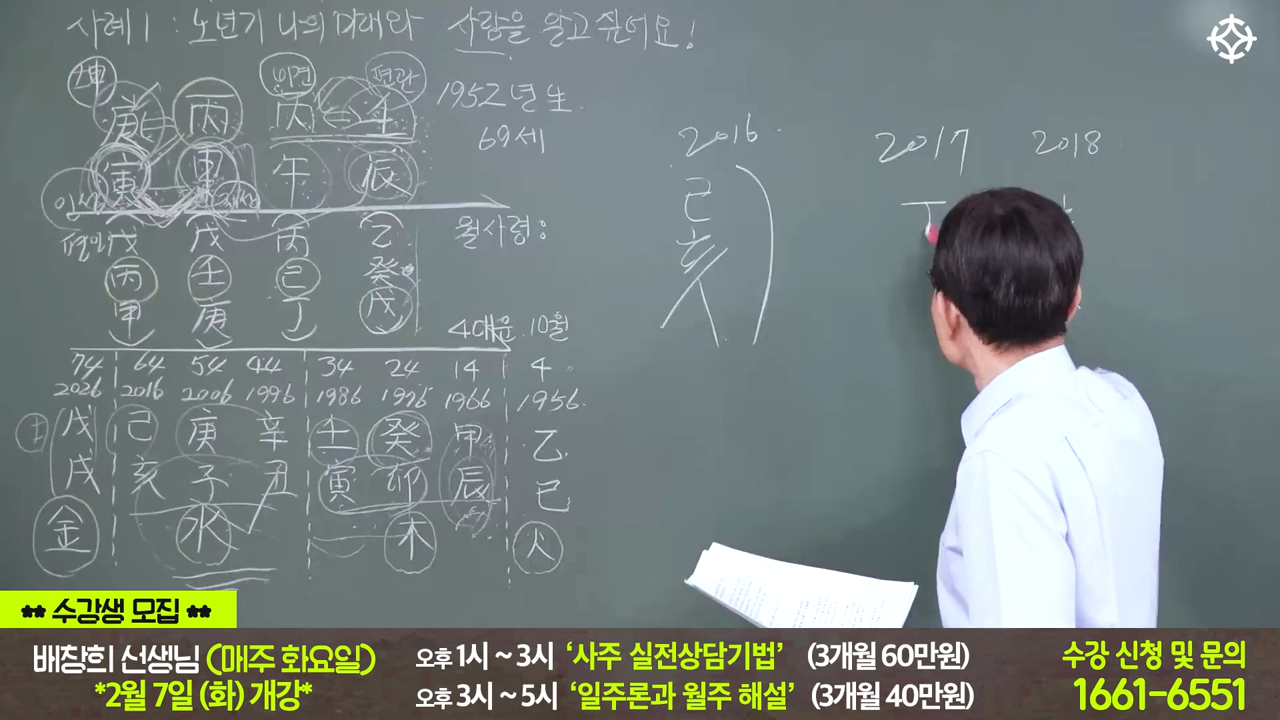 사례 1 : 노년기 나의 미래와 사람을 알고 싶어요!
坤 편관
庚 丙 丙 壬 1952년生
69세
寅 申 午 辰
편인 戊 戊 丙 乙 월사령:
丙 壬 己 癸
甲 庚 丁 戊
4대운 10월
74 64 54 44 34 24 14 4
2026 2016 2006 1996 1986 1976 1966 1956
土 戊 己 庚 辛 壬 癸 甲 乙
戌 亥 子 丑 寅 卯 辰 巳
金 水 木 火
2016 2017 2018
己 丁
亥
** 수강생 모집 **
배창희 선생님 (매주 화요일)
*2월 7일 (화) 개강*
오후 1시 ~ 3시 '사주 실전상담기법' (3개월 60만원)
오후 3시 ~ 5시 '일주론과 월주 해설' (3개월 40만원)
수강 신청 및 문의
1661-6551